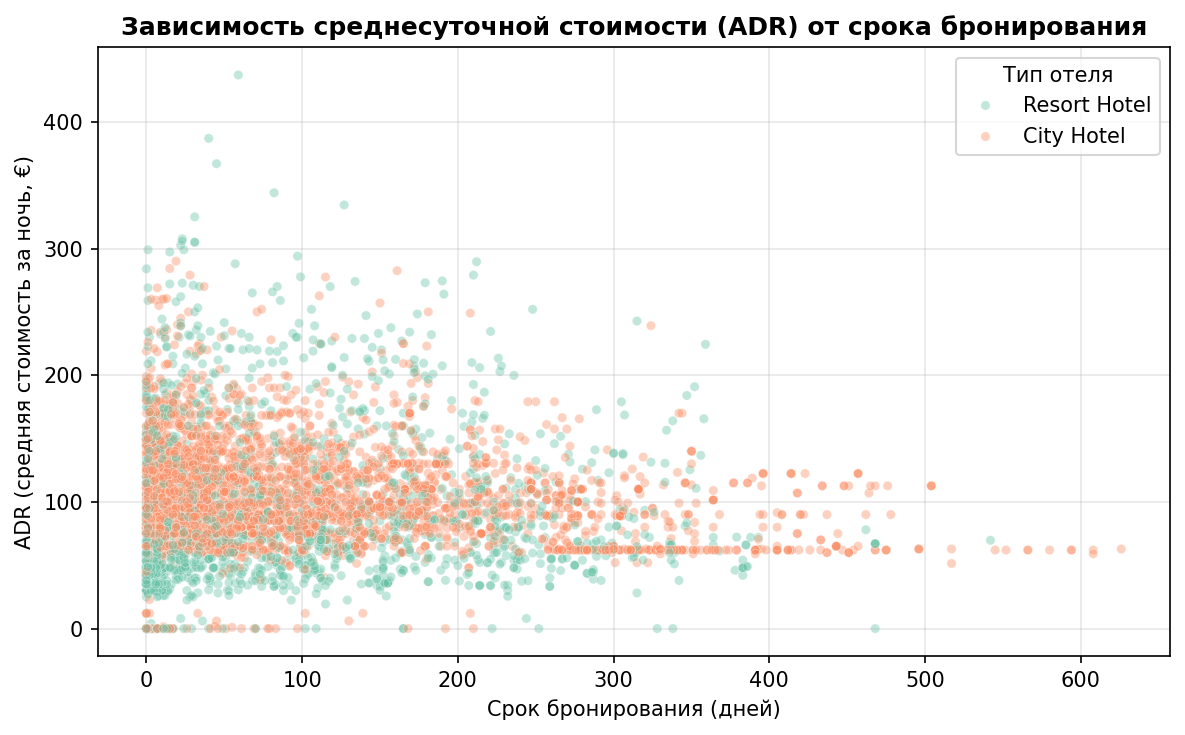 Зависимость среднесуточной стоимости (ADR) от срока бронирования
Тип отеля
Resort Hotel
City Hotel
ADR (средняя стоимость за ночь, €)
400
300
200
100
0
0 100 200 300 400 500 600
Срок бронирования (дней)